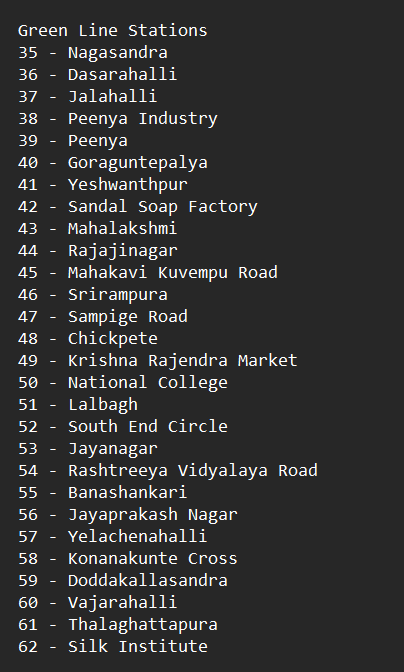 Green Line Stations
35 - Nagasandra
36 - Dasarahalli
37 - Jalahalli
38 - Peenya Industry
39 - Peenya
40 - Goraguntepalya
41 - Yeshwanthpur
42 - Sandal Soap Factory
43 - Mahalakshmi
44 - Rajajinagar
45 - Mahakavi Kuvempu Road
46 - Srirampura
47 - Sampige Road
48 - Chickpete
49 - Krishna Rajendra Market
50 - National College
51 - Lalbagh
52 - South End Circle
53 - Jayanagar
54 - Rashtreeya Vidyalaya Road
55 - Banashankari
56 - Jayaprakash Nagar
57 - Yelachenahalli
58 - Konanakunte Cross
59 - Doddakallasandra
60 - Vajarahalli
61 - Thalaghattapura
62 - Silk Institute